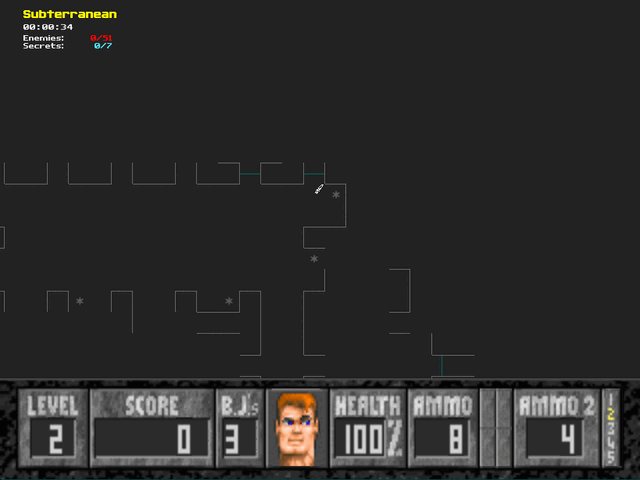 Subterranean
00:00:34
Enemies: 0/51
Secrets: 0/7
LEVEL SCORE B.J's HEALTH AMMO AMMO 2
2 0 3 100% 8 4
1
2
3
4
5